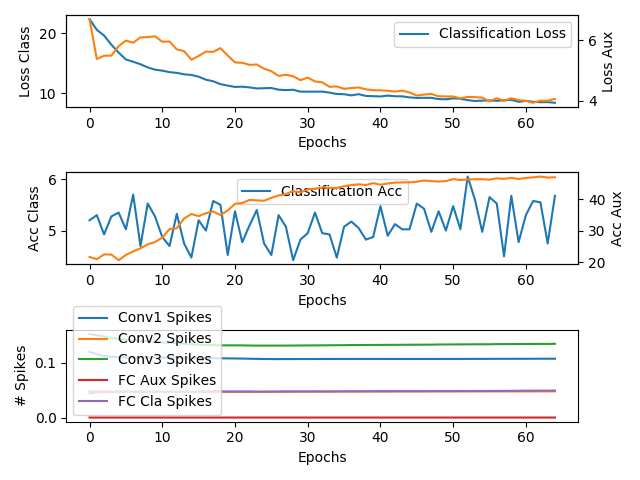 Loss Class
20
10
Classification Loss
6
4
Loss Aux
0 10 20 30 40 50 60
Epochs
Acc Class
6
5
Classification Acc
40
30
20
Acc Aux
0 10 20 30 40 50 60
Epochs
# Spikes
0.1
0.0
Conv1 Spikes
Conv2 Spikes
Conv3 Spikes
FC Aux Spikes
FC Cla Spikes
0 10 20 30 40 50 60
Epochs